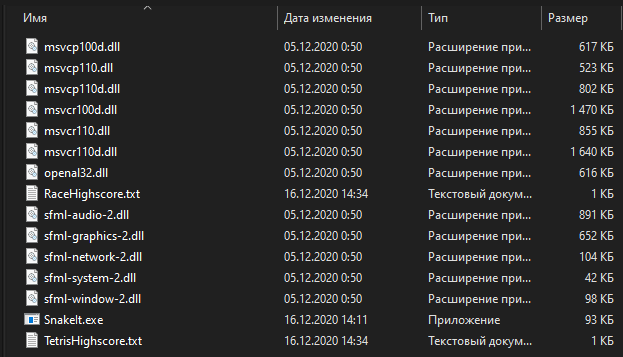 Имя Дата изменения Тип Размер
msvcp100d.dll 05.12.2020 0:50 Расширение при... 617 КБ
msvcp110.dll 05.12.2020 0:50 Расширение при... 523 КБ
msvcp110d.dll 05.12.2020 0:50 Расширение при... 802 КБ
msvcr100d.dll 05.12.2020 0:50 Расширение при... 1 470 КБ
msvcr110.dll 05.12.2020 0:50 Расширение при... 855 КБ
msvcr110d.dll 05.12.2020 0:50 Расширение при... 1 640 КБ
openal32.dll 05.12.2020 0:50 Расширение при... 616 КБ
RaceHighscore.txt 16.12.2020 14:34 Текстовый докум... 1 КБ
sfml-audio-2.dll 05.12.2020 0:50 Расширение при... 891 КБ
sfml-graphics-2.dll 05.12.2020 0:50 Расширение при... 652 КБ
sfml-network-2.dll 05.12.2020 0:50 Расширение при... 104 КБ
sfml-system-2.dll 05.12.2020 0:50 Расширение при... 42 КБ
sfml-window-2.dll 05.12.2020 0:50 Расширение при... 98 КБ
SnakeIt.exe 16.12.2020 14:11 Приложение 93 КБ
TetrisHighscore.txt 16.12.2020 14:34 Текстовый докум... 1 КБ